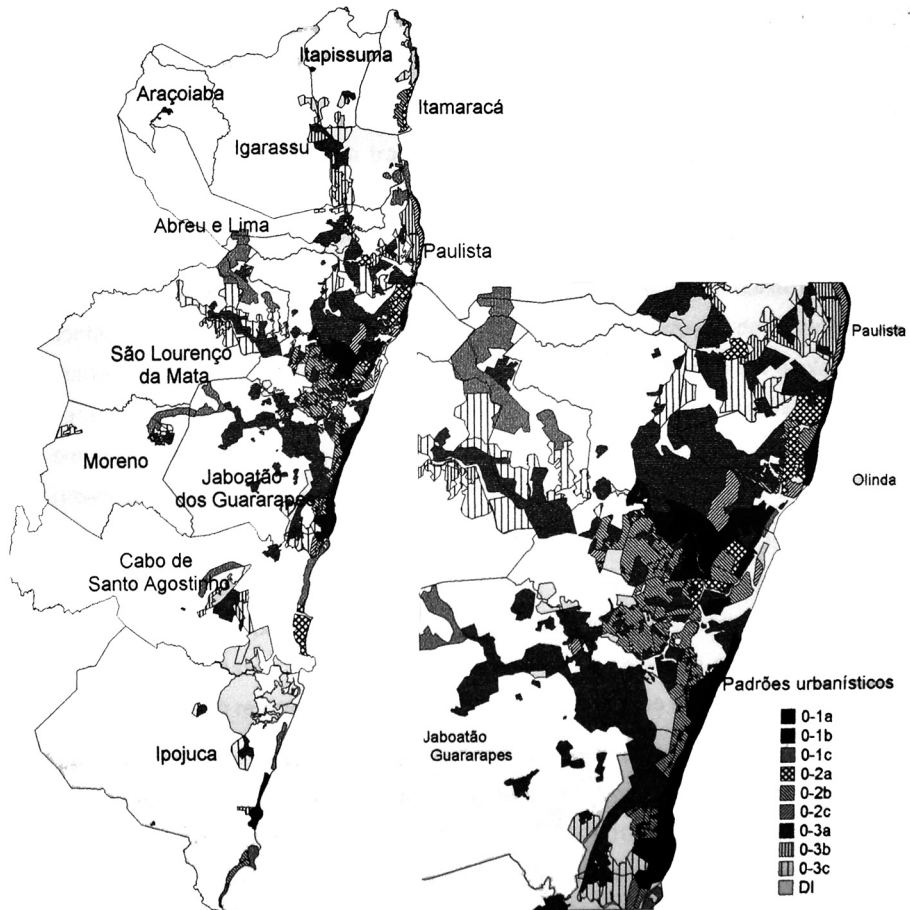 Itapissuma
Araçoiaba
Itamaracá
Igarassu
Abreu e Lima
Paulista
São Lourenço
da Mata
Moreno
Jaboatão
dos Guararapes
Cabo de
Santo Agostinho
Ipojuca
Paulista
Olinda
Jaboatão
Guararapes
Padrões urbanísticos
0-1a
0-1b
0-1c
0-2a
0-2b
0-2c
0-3a
0-3b
0-3c
DI